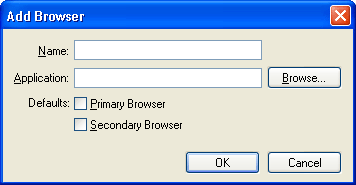 Add Browser
Name:
Application:
Browse...
Defaults:
Primary Browser
Secondary Browser
OK
Cancel